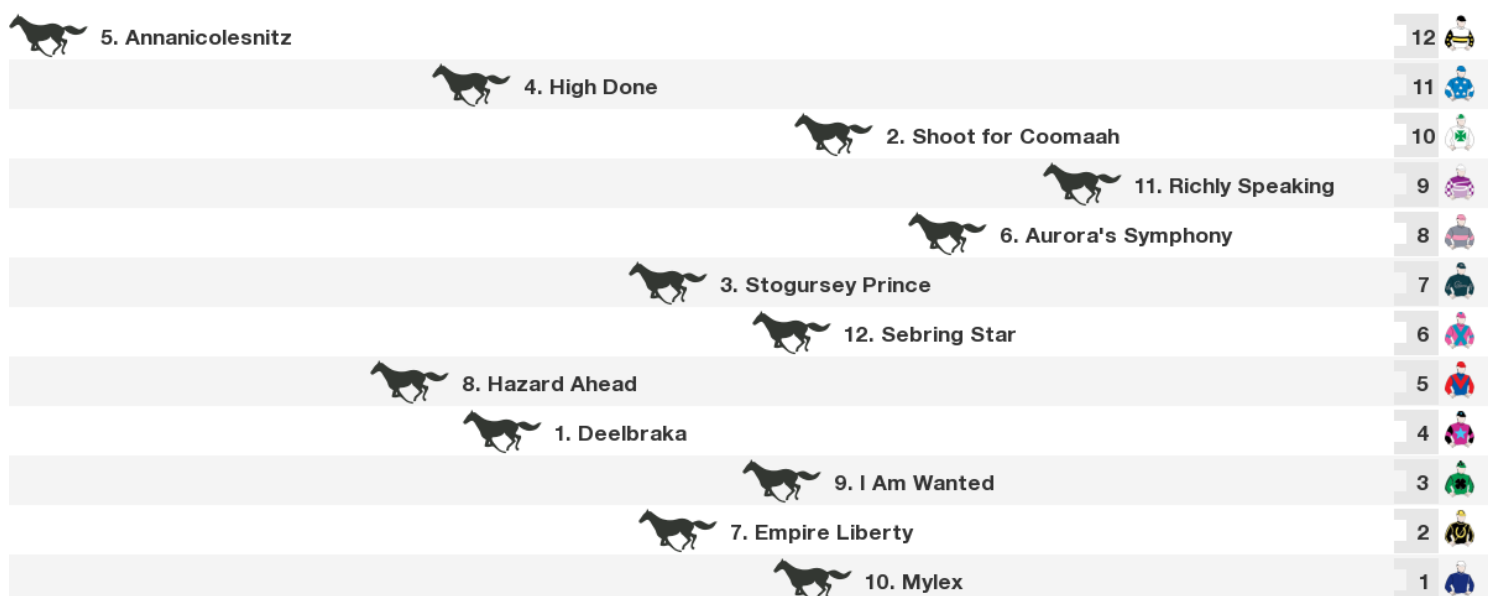 5. Annanicolesnitz 12
4. High Done 11
2. Shoot for Coomaah 10
11. Richly Speaking 9
6. Aurora's Symphony 8
3. Stogursey Prince 7
12. Sebring Star 6
8. Hazard Ahead 5
1. Deelbraka 4
9. I Am Wanted 3
7. Empire Liberty 2
10. Mylex 1